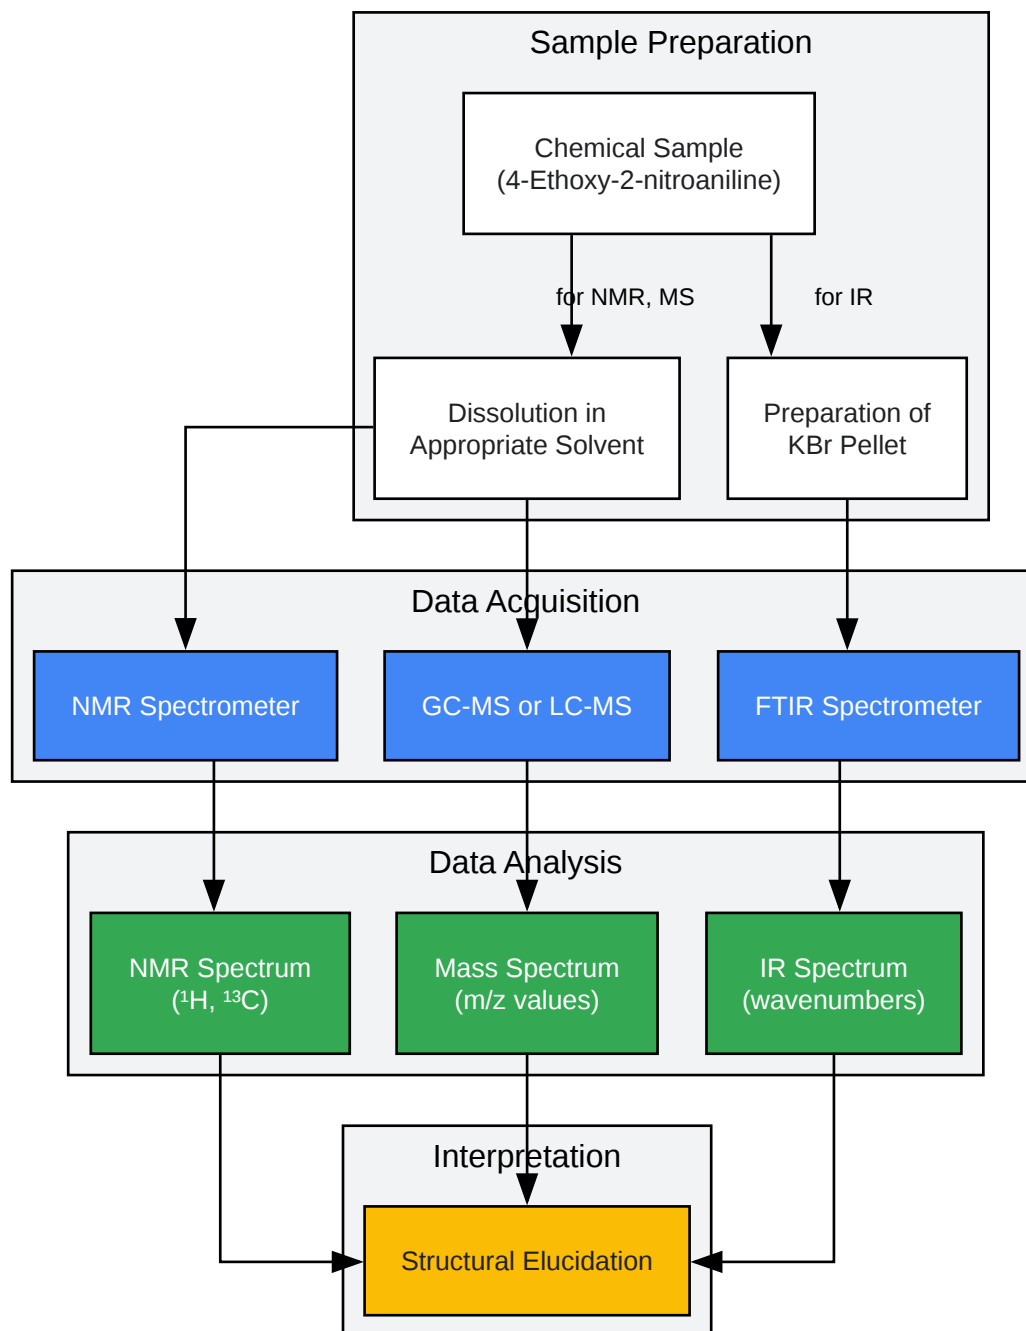 Sample Preparation
Chemical Sample
(4-Ethoxy-2-nitroaniline)
for NMR, MS
for IR
Dissolution in
Appropriate Solvent
Preparation of
KBr Pellet
Data Acquisition
NMR Spectrometer
GC-MS or LC-MS
FTIR Spectrometer
Data Analysis
NMR Spectrum
(¹H, ¹³C)
Mass Spectrum
(m/z values)
IR Spectrum
(wavenumbers)
Interpretation
Structural Elucidation